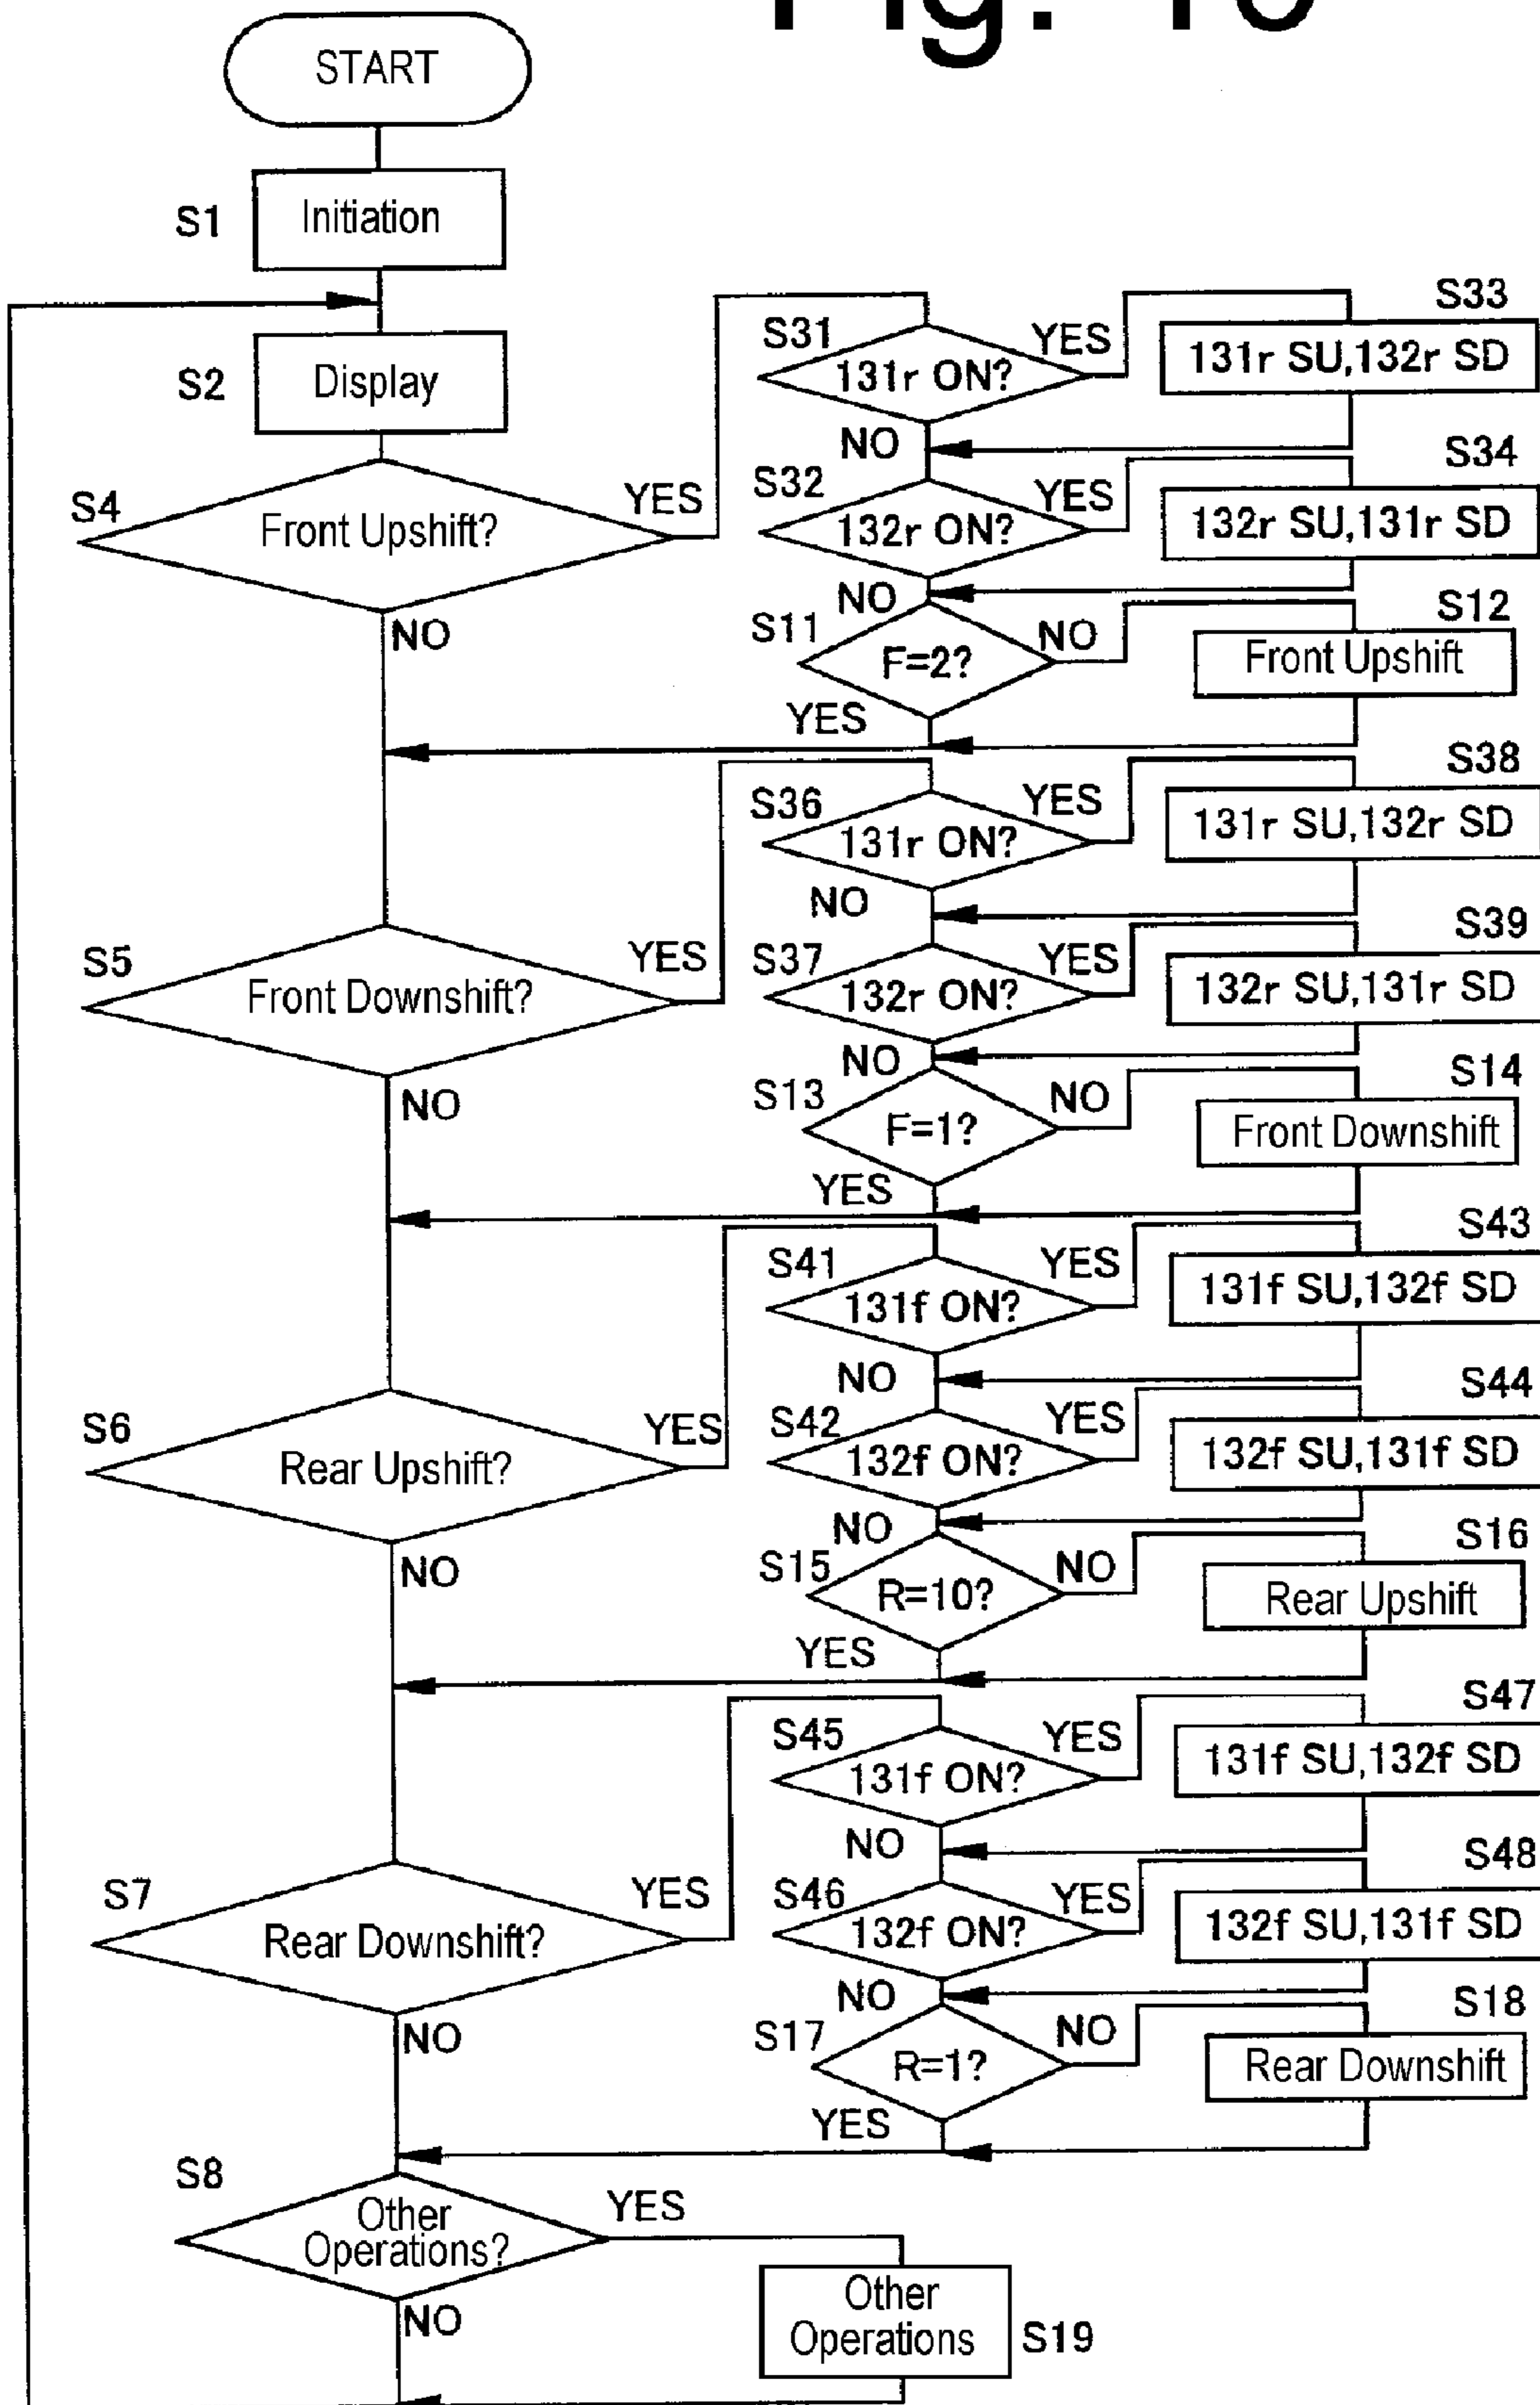 START
S1
Initiation
S2
Display
S4
Front Upshift?
YES
NO
S31
131r ON?
YES
NO
S33
131r SU,132r SD
S32
132r ON?
YES
NO
S34
132r SU,131r SD
S11
F=2?
NO
YES
S12
Front Upshift
S5
Front Downshift?
YES
NO
S36
131r ON?
YES
NO
S38
131r SU,132r SD
S37
132r ON?
YES
NO
S39
132r SU,131r SD
S13
F=1?
NO
YES
S14
Front Downshift
S6
Rear Upshift?
YES
NO
S41
131f ON?
YES
NO
S43
131f SU,132f SD
S42
132f ON?
YES
NO
S44
132f SU,131f SD
S15
R=10?
NO
YES
S16
Rear Upshift
S7
Rear Downshift?
YES
NO
S45
131f ON?
YES
NO
S47
131f SU,132f SD
S46
132f ON?
YES
NO
S48
132f SU,131f SD
S17
R=1?
NO
YES
S18
Rear Downshift
S8
Other
Operations?
YES
NO
Other
Operations
S19